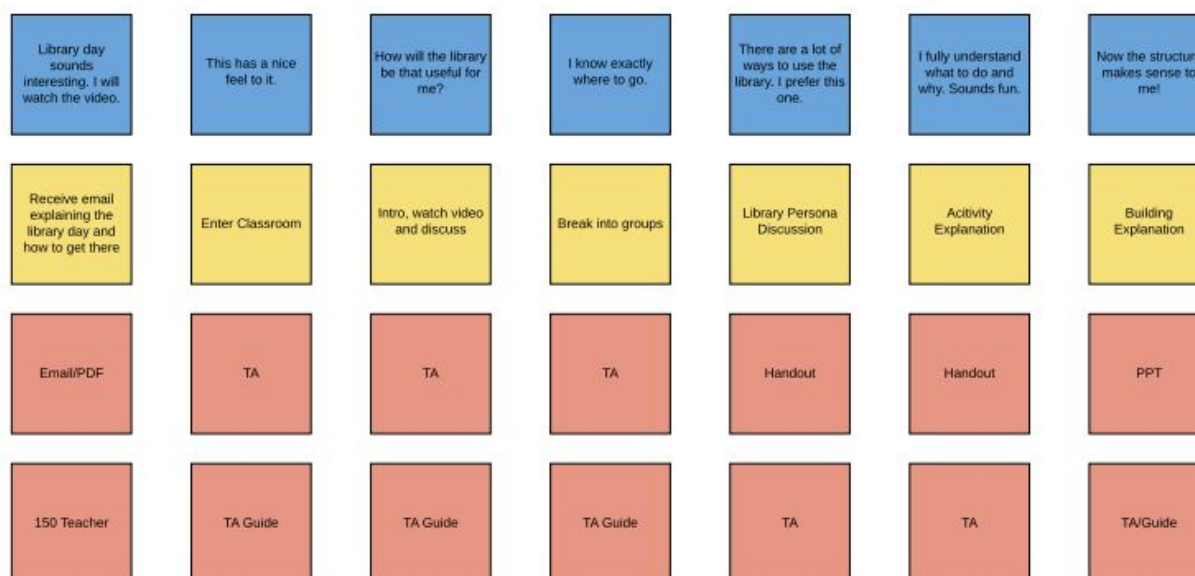 Library day
sounds
interesting. I will
watch the video.
This has a nice
feel to it.
How will the library
be that useful for
me?
I know exactly
where to go.
There are a lot of
ways to use the
library. I prefer this
one.
I fully understand
what to do and
why. Sounds fun.
Now the structure
makes sense to
me!
Receive email
explaining the
library day and
how to get there
Enter Classroom
Intro, watch video
and discuss
Break into groups
Library Persona
Discussion
Acitivity
Explanation
Building
Explanation
Email/PDF
TA
TA
TA
Handout
Handout
PPT
150 Teacher
TA Guide
TA Guide
TA Guide
TA
TA
TA/Guide